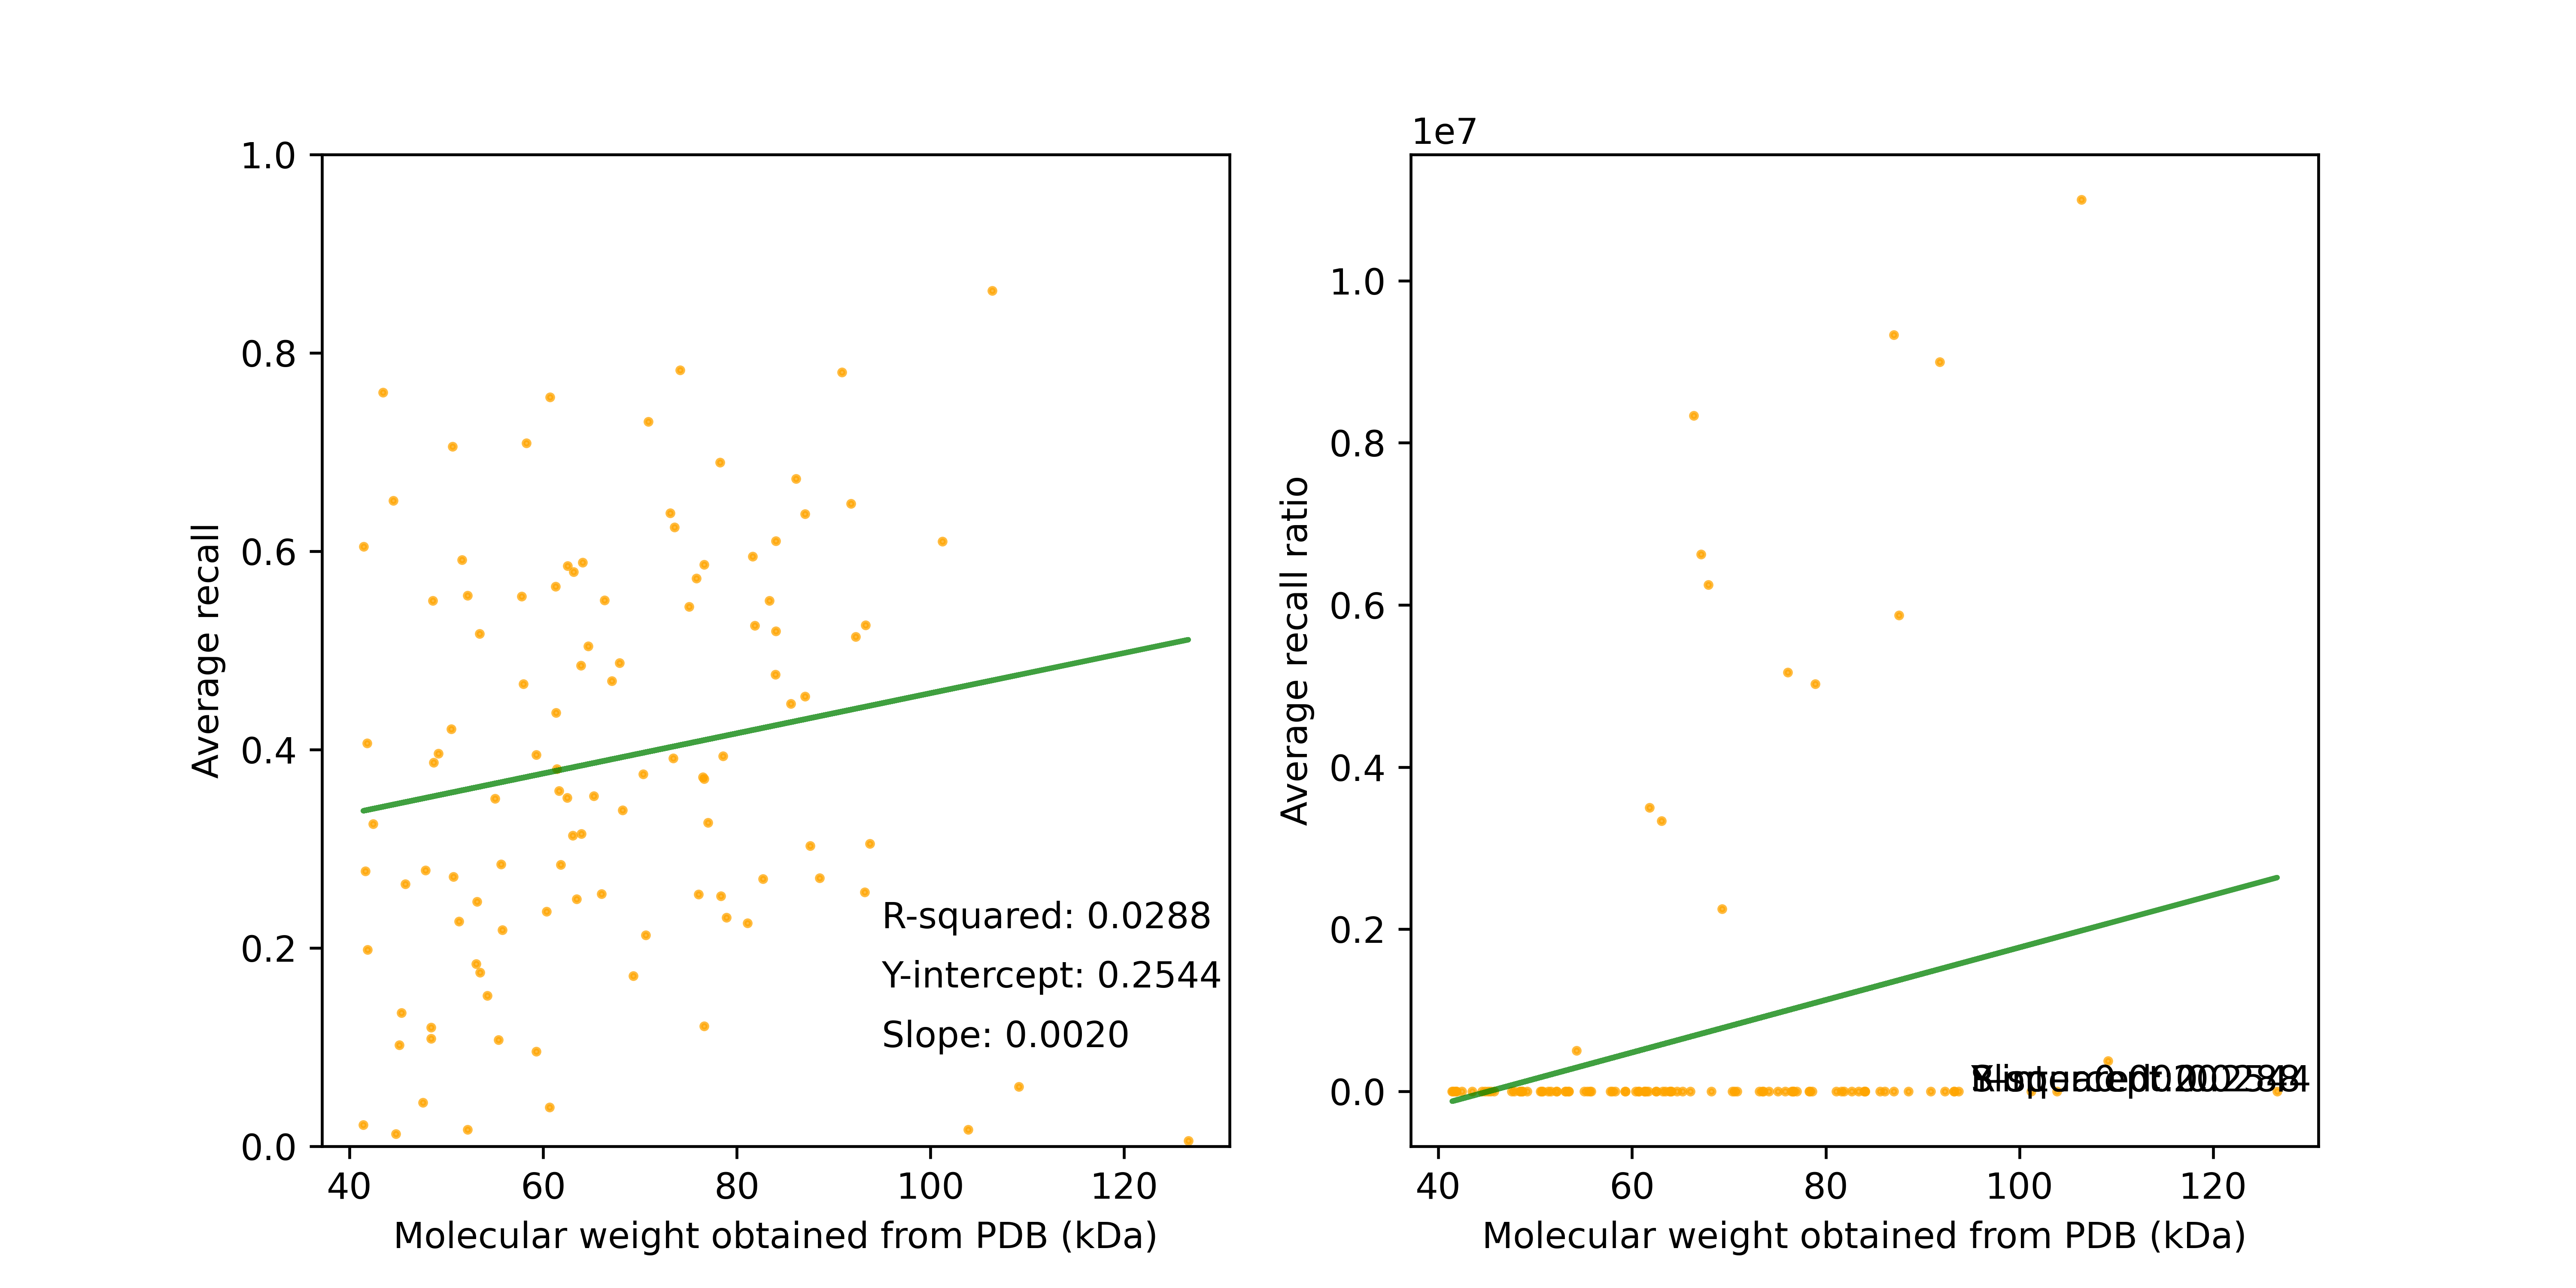 1.0
0.8
0.6
0.4
0.2
0.0
Average recall
R-squared: 0.0288
Y-intercept: 0.2544
Slope: 0.0020
40 60 80 100 120
Molecular weight obtained from PDB (kDa)
1e7
1.0
0.8
0.6
0.4
0.2
0.0
Average recall ratio
40 60 80 100 120
Molecular weight obtained from PDB (kDa)